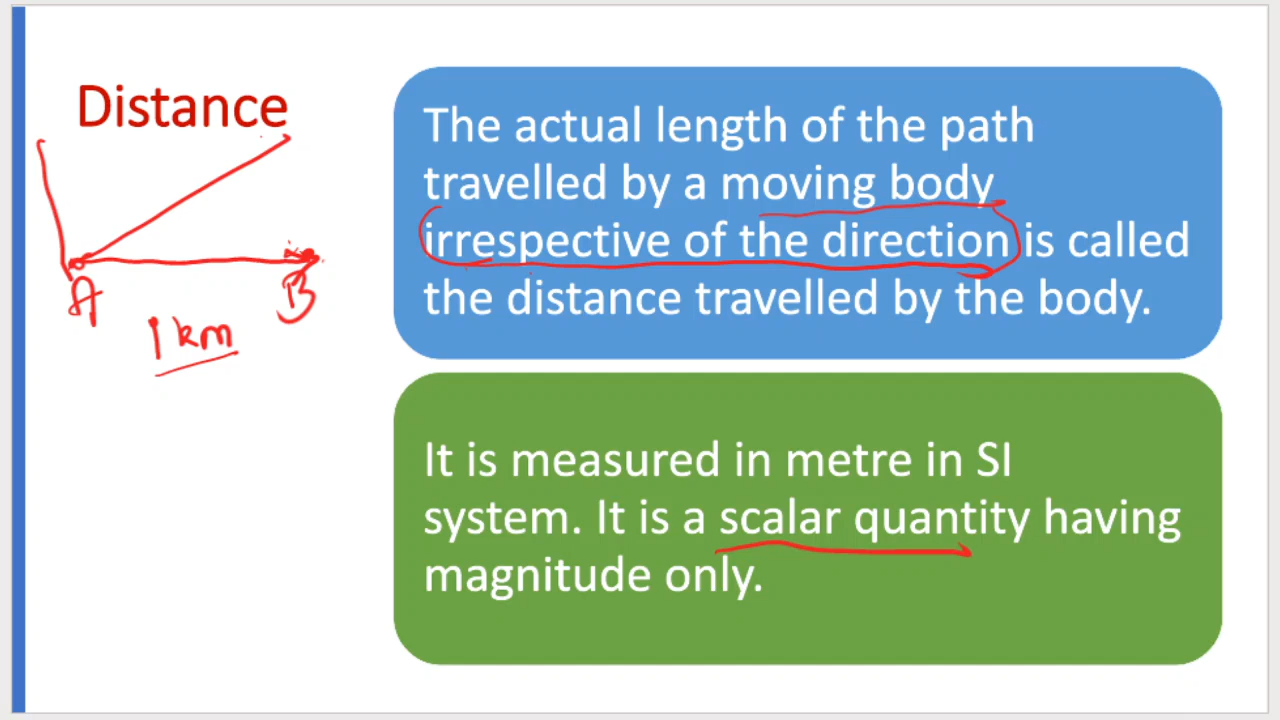 Distance
A
B
1 km
The actual length of the path
travelled by a moving body
irrespective of the direction is called
the distance travelled by the body.
It is measured in metre in SI
system. It is a scalar quantity having
magnitude only.